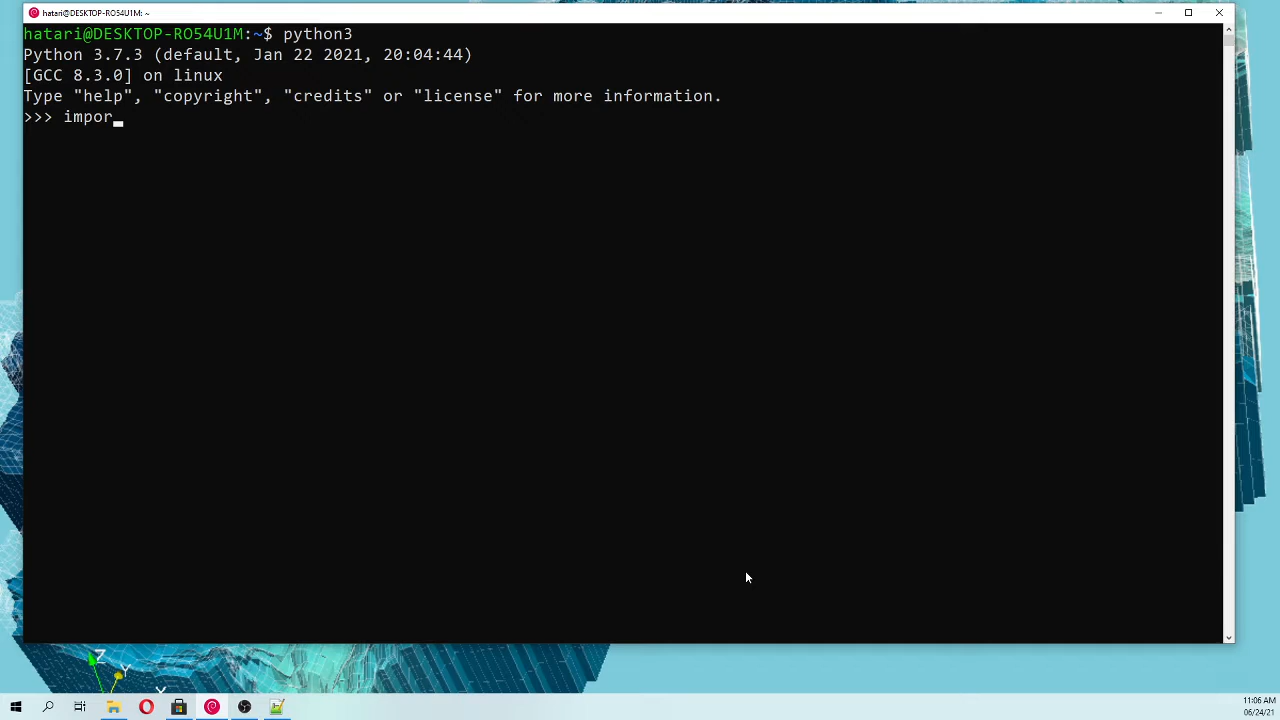 hatari@DESKTOP-RO54U1M: ~
hatari@DESKTOP-RO54U1M:~$ python3
Python 3.7.3 (default, Jan 22 2021, 20:04:44)
[GCC 8.3.0] on linux
Type "help", "copyright", "credits" or "license" for more information.
>>> impor_
Z
Y
X
11:06 AM
06/24/21